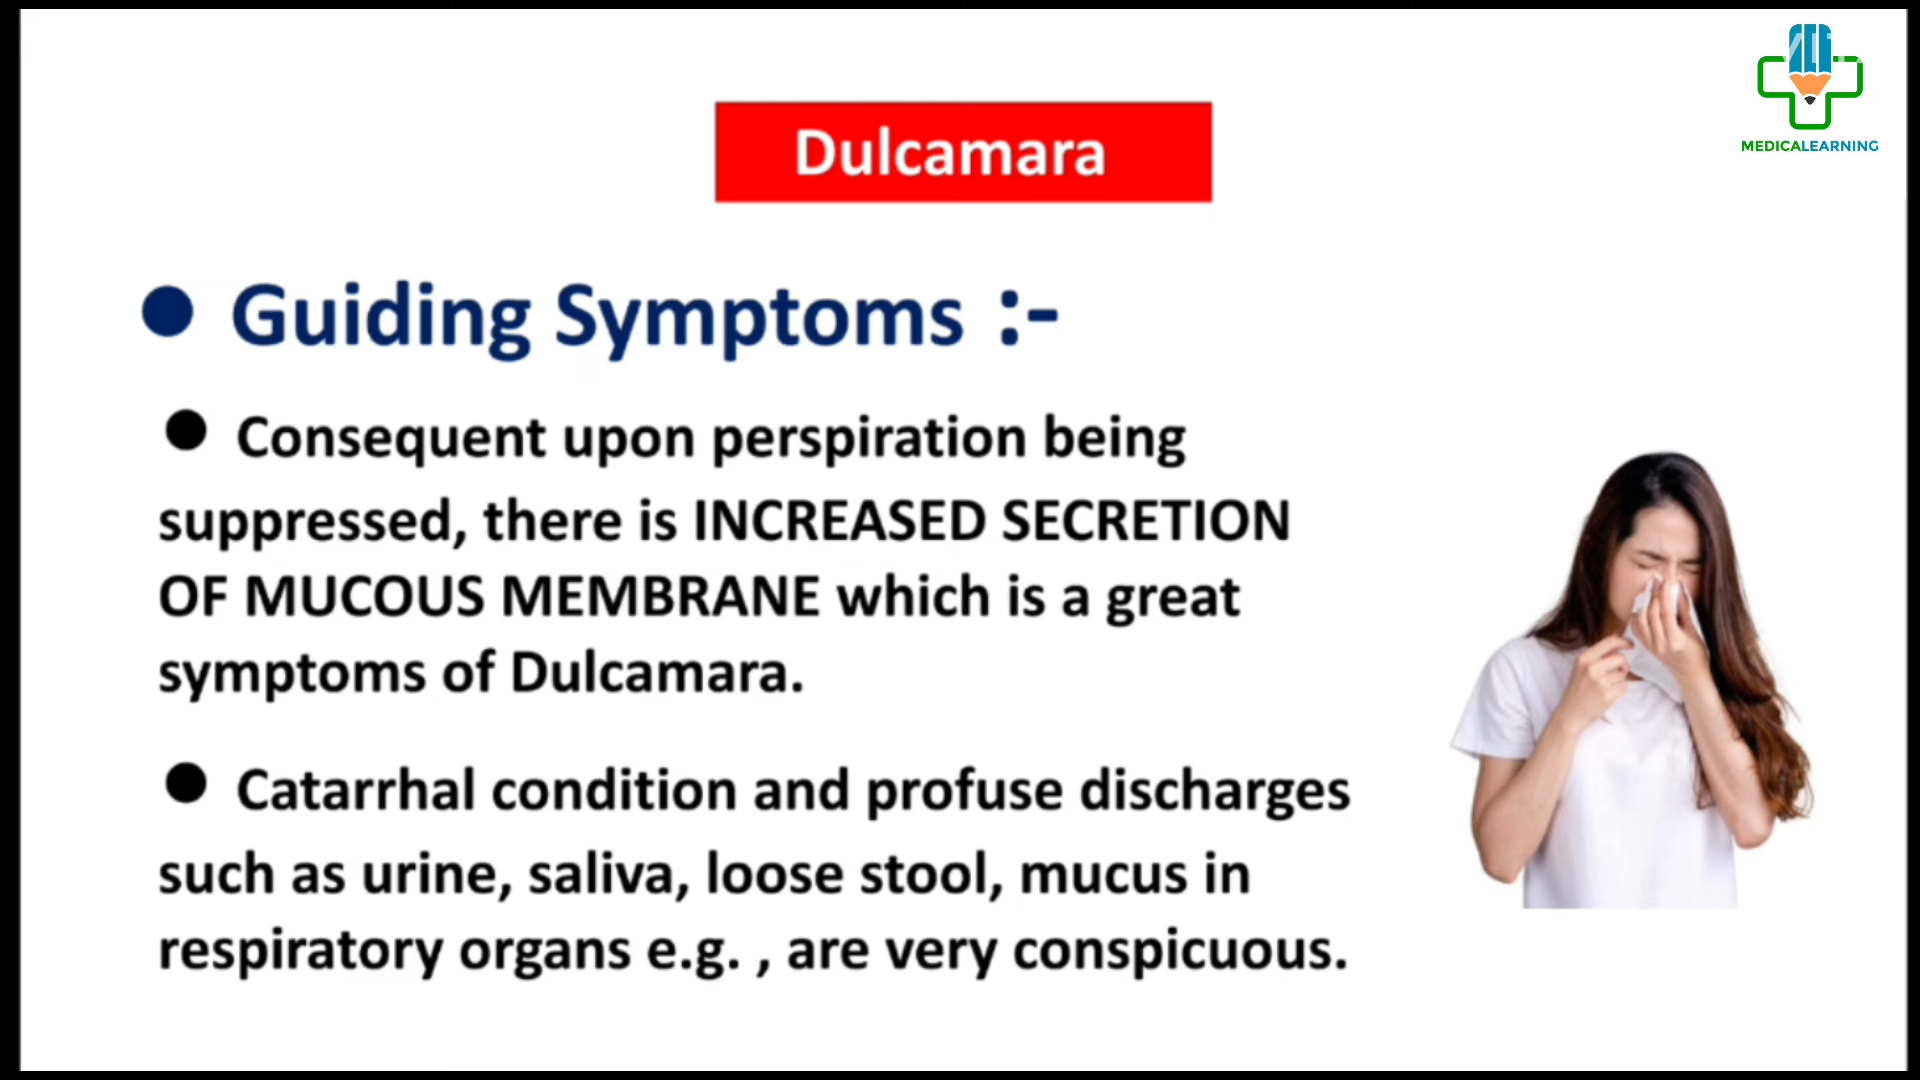 MEDICALEARNING
Dulcamara
● Guiding Symptoms :-
● Consequent upon perspiration being
suppressed, there is INCREASED SECRETION
OF MUCOUS MEMBRANE which is a great
symptoms of Dulcamara.
● Catarrhal condition and profuse discharges
such as urine, saliva, loose stool, mucus in
respiratory organs e.g. , are very conspicuous.